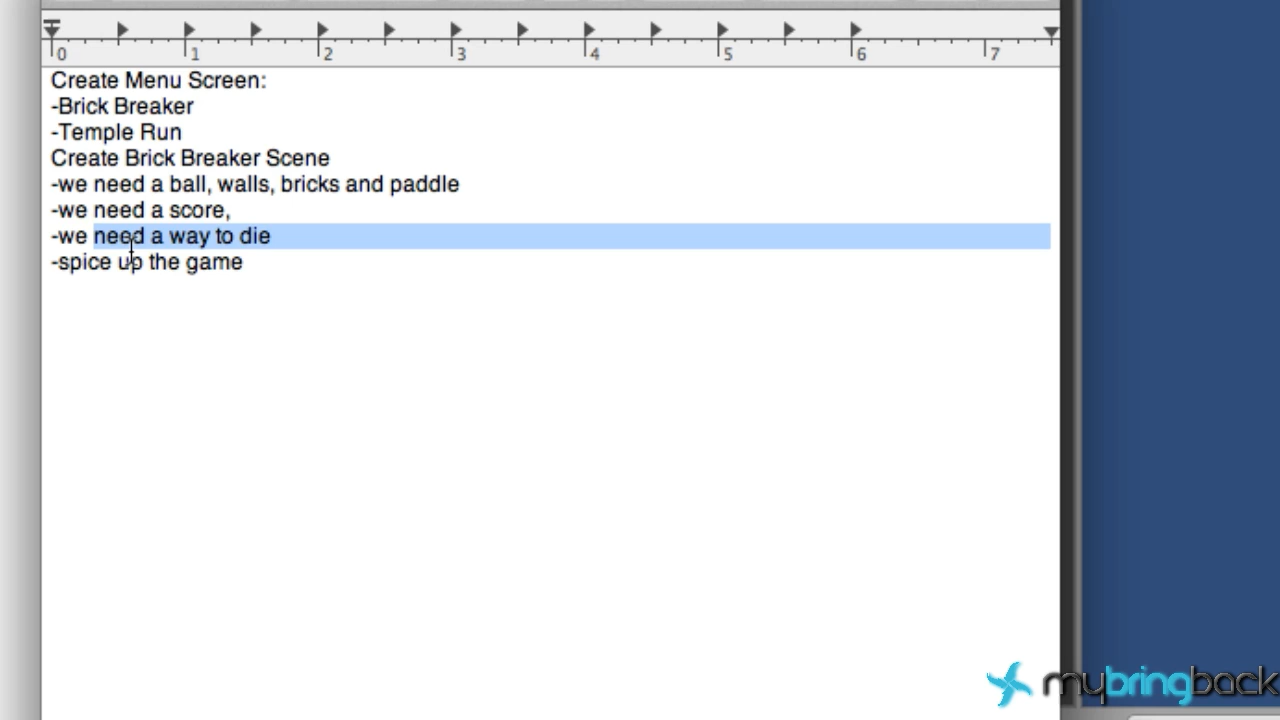 0 1 2 3 4 5 6 7
Create Menu Screen:
-Brick Breaker
-Temple Run
Create Brick Breaker Scene
-we need a ball, walls, bricks and paddle
-we need a score,
-we need a way to die
-spice up the game
mybringback